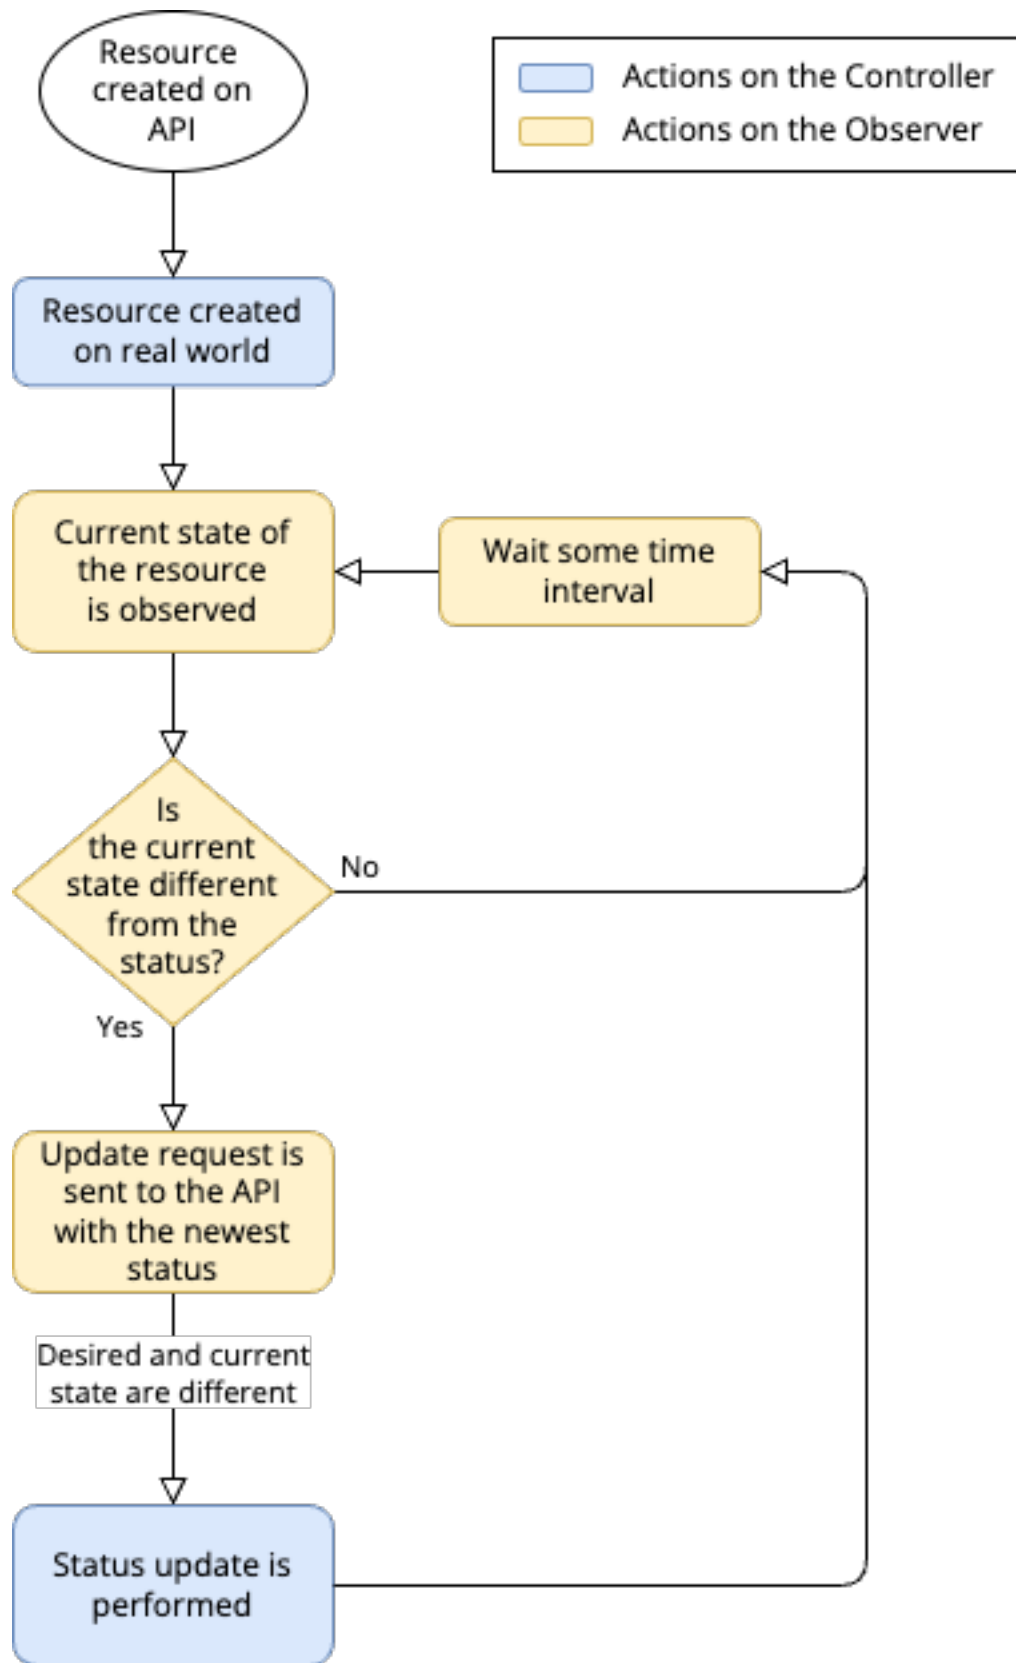 Resource
created on
API
Actions on the Controller
Actions on the Observer
Resource created
on real world
Current state of
the resource
is observed
Wait some time
interval
Is
the current
state different
from the
status?
No
Yes
Update request is
sent to the API
with the newest
status
Desired and current
state are different
Status update is
performed